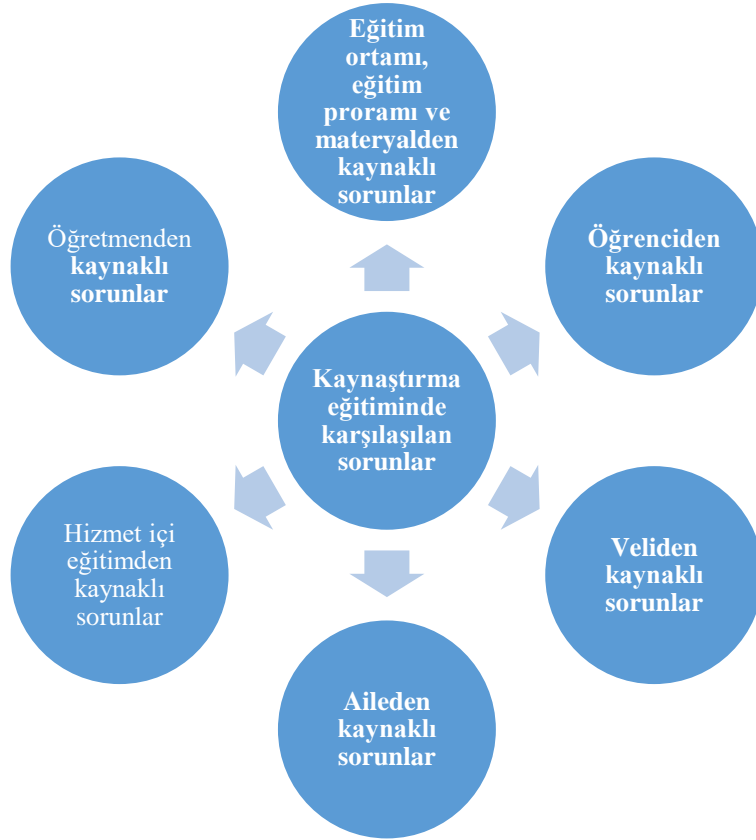 Eğitim
ortamı,
eğitim
proramı ve
materyalden
kaynaklı
sorunlar
Öğretmenden
kaynaklı
sorunlar
Öğrenciden
kaynaklı
sorunlar
Kaynaştırma
eğitiminde
karşılaşılan
sorunlar
Hizmet içi
eğitimden
kaynaklı
sorunlar
Veliden
kaynaklı
sorunlar
Aileden
kaynaklı
sorunlar